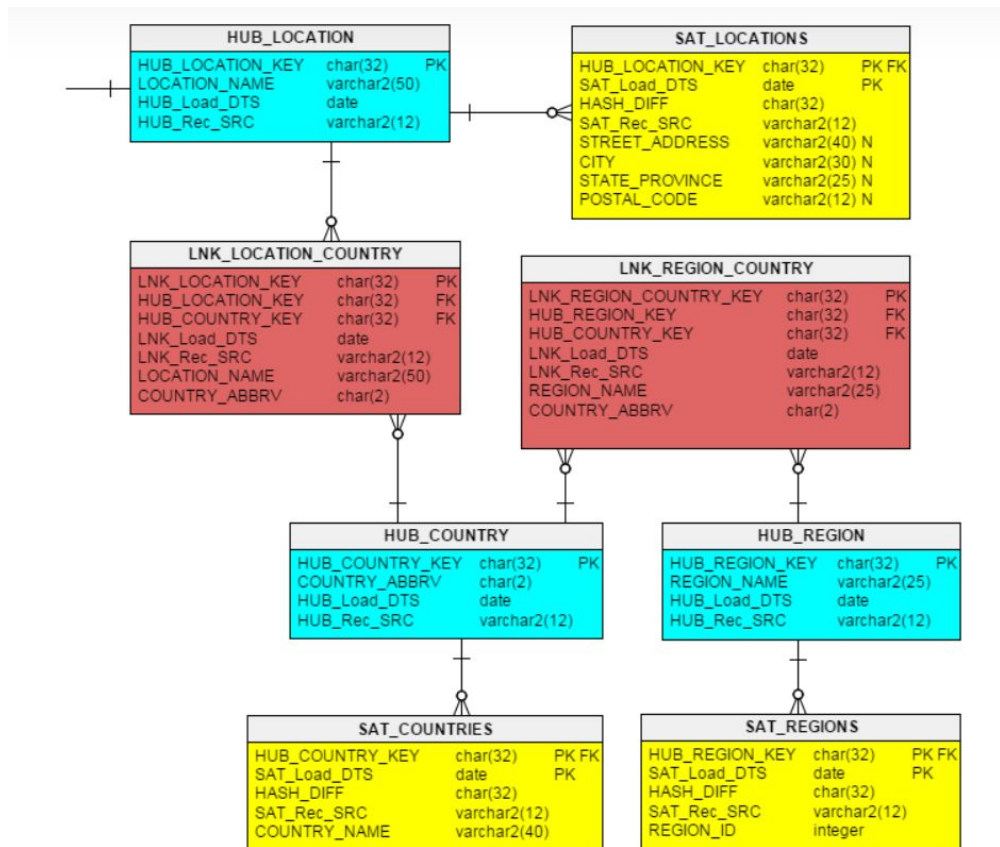 HUB_LOCATION
HUB_LOCATION_KEY char(32) PK
LOCATION_NAME varchar2(50)
HUB_Load_DTS date
HUB_Rec_SRC varchar2(12)
SAT_LOCATIONS
HUB_LOCATION_KEY char(32) PK FK
SAT_Load_DTS date PK
HASH_DIFF char(32)
SAT_Rec_SRC varchar2(12)
STREET_ADDRESS varchar2(40) N
CITY varchar2(30) N
STATE_PROVINCE varchar2(25) N
POSTAL_CODE varchar2(12) N
LNK_LOCATION_COUNTRY
LNK_LOCATION_KEY char(32) PK
HUB_LOCATION_KEY char(32) FK
HUB_COUNTRY_KEY char(32) FK
LNK_Load_DTS date
LNK_Rec_SRC varchar2(12)
LOCATION_NAME varchar2(50)
COUNTRY_ABBRV char(2)
LNK_REGION_COUNTRY
LNK_REGION_COUNTRY_KEY char(32) PK
HUB_REGION_KEY char(32) FK
HUB_COUNTRY_KEY char(32) FK
LNK_Load_DTS date
LNK_Rec_SRC varchar2(12)
REGION_NAME varchar2(25)
COUNTRY_ABBRV char(2)
HUB_COUNTRY
HUB_COUNTRY_KEY char(32) PK
COUNTRY_ABBRV char(2)
HUB_Load_DTS date
HUB_Rec_SRC varchar2(12)
HUB_REGION
HUB_REGION_KEY char(32) PK
REGION_NAME varchar2(25)
HUB_Load_DTS date
HUB_Rec_SRC varchar2(12)
SAT_COUNTRIES
HUB_COUNTRY_KEY char(32) PK FK
SAT_Load_DTS date PK
HASH_DIFF char(32)
SAT_Rec_SRC varchar2(12)
COUNTRY_NAME varchar2(40)
SAT_REGIONS
HUB_REGION_KEY char(32) PK FK
SAT_Load_DTS date PK
HASH_DIFF char(32)
SAT_Rec_SRC varchar2(12)
REGION_ID integer